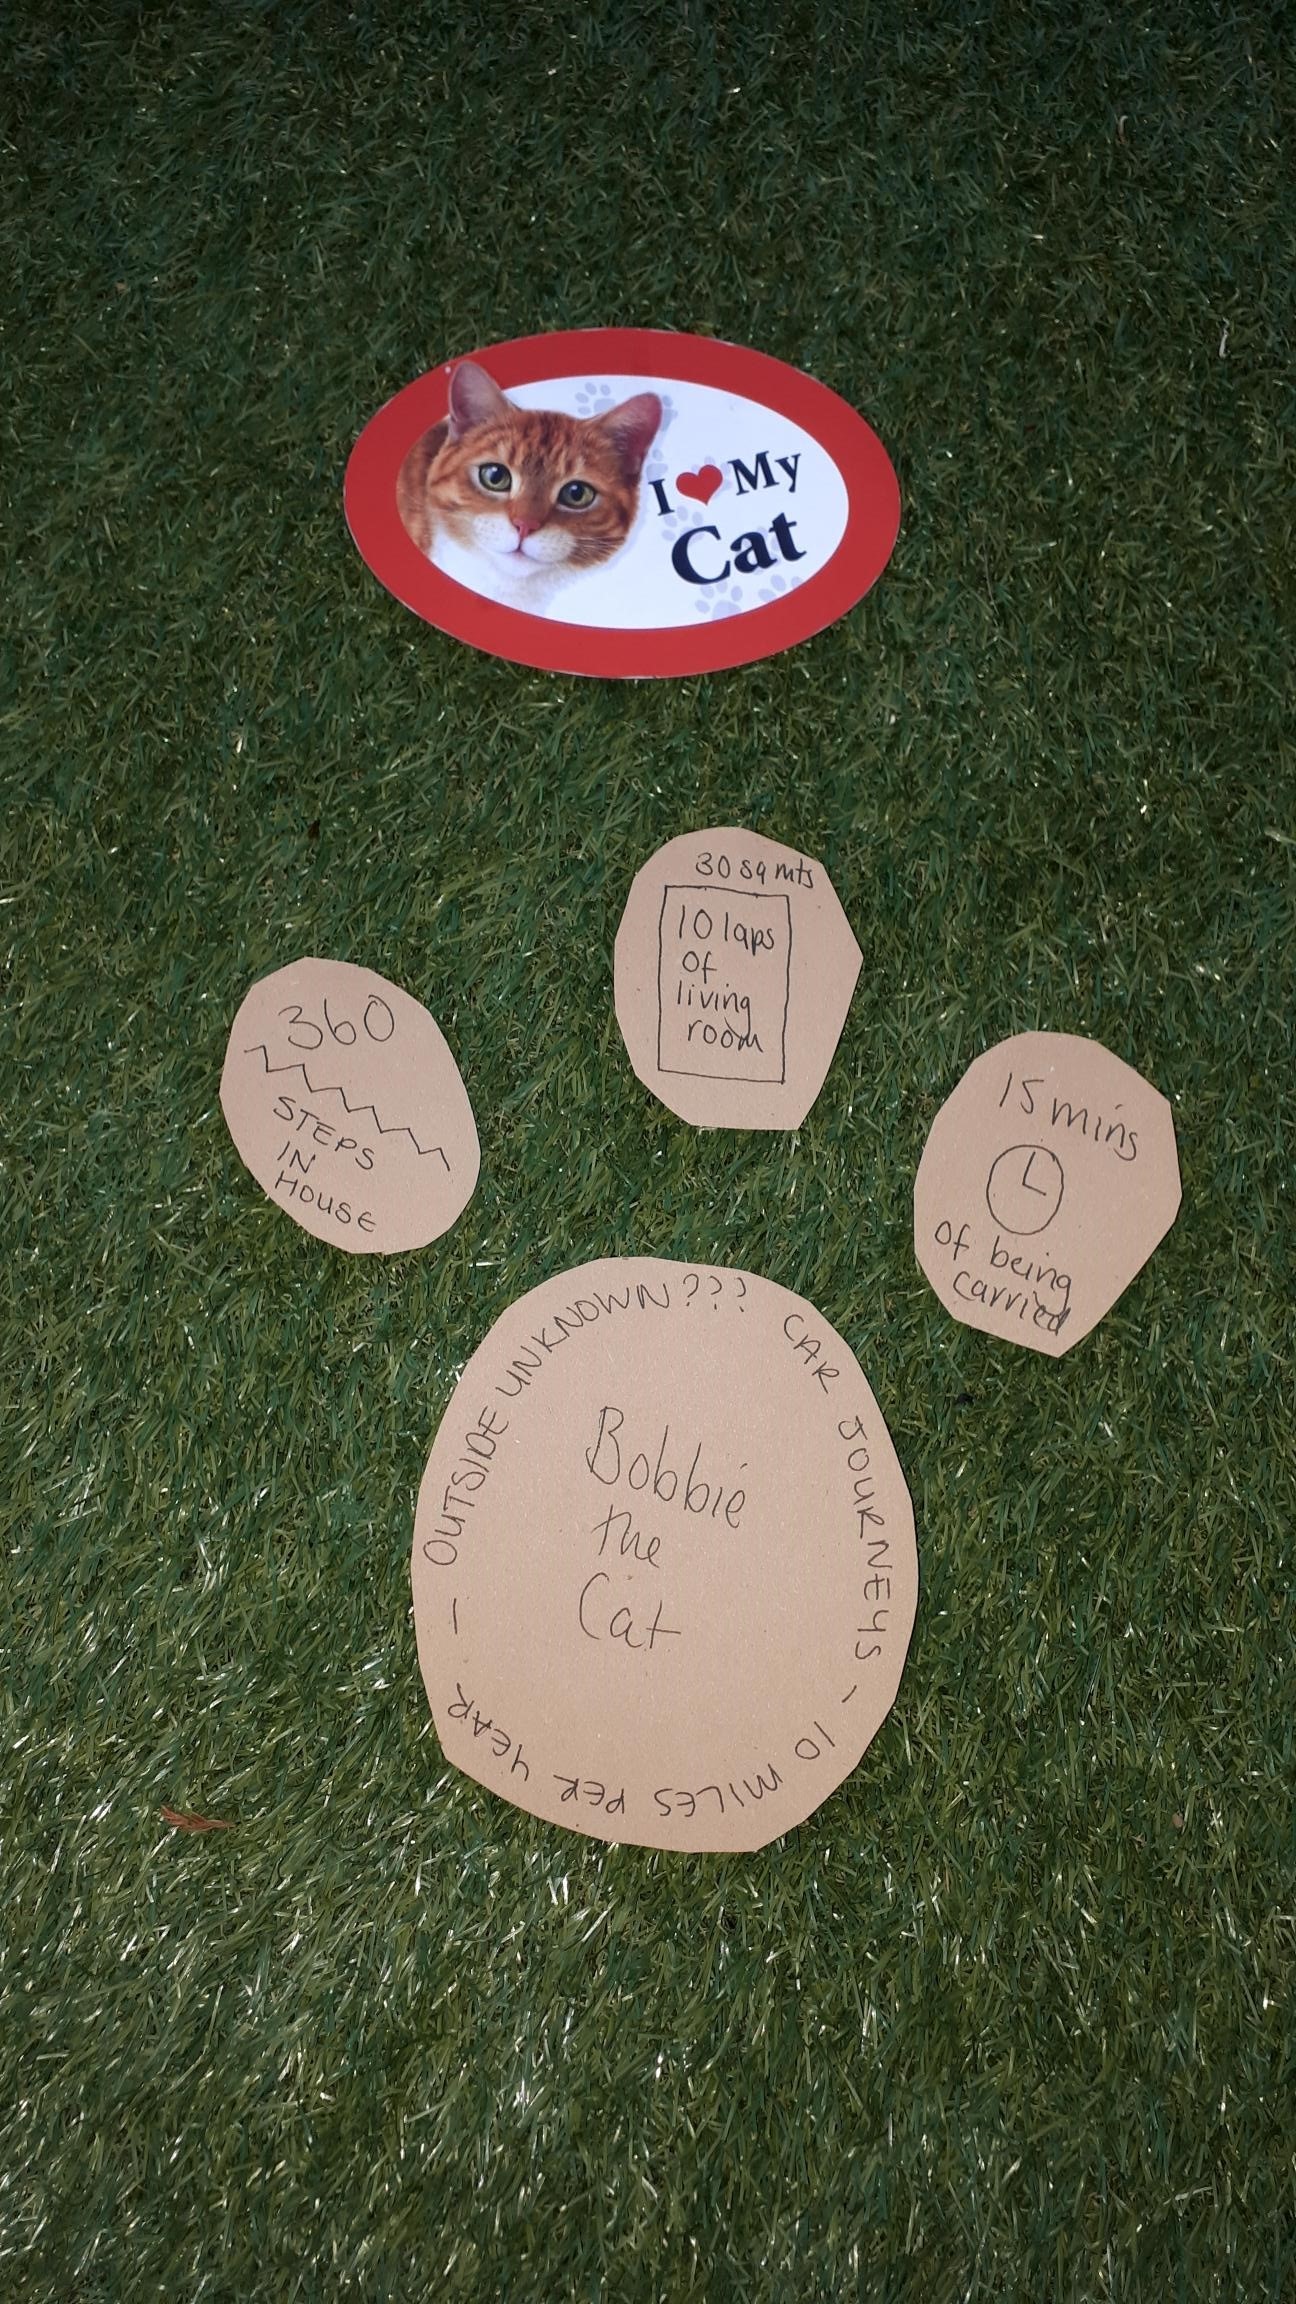 I ♥ My
Cat
30 sq mts
10 laps
of
living
room
360
STEPS
IN
HOUSE
15 mins
of being
carried
OUTSIDE UNKNOWN??? CAR JOURNEYS - 10 MILES PER YEAR -
Bobbie
the
Cat